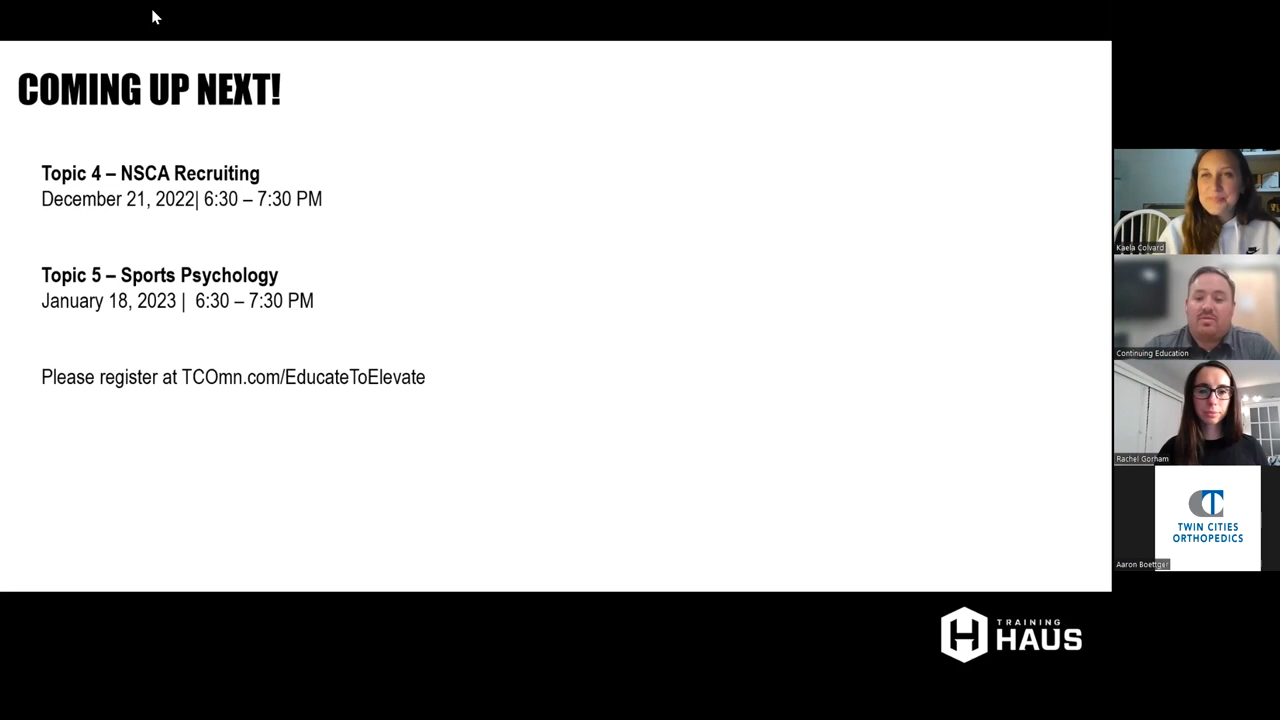 COMING UP NEXT!
Topic 4 – NSCA Recruiting
December 21, 2022| 6:30 – 7:30 PM
Topic 5 – Sports Psychology
January 18, 2023 | 6:30 – 7:30 PM
Please register at TCOmn.com/EducateToElevate
Kaela Colvard
Continuing Education
Rachel Gorham
TWIN CITIES
ORTHOPEDICS
Aaron Boettger
TRAINING
HAUS